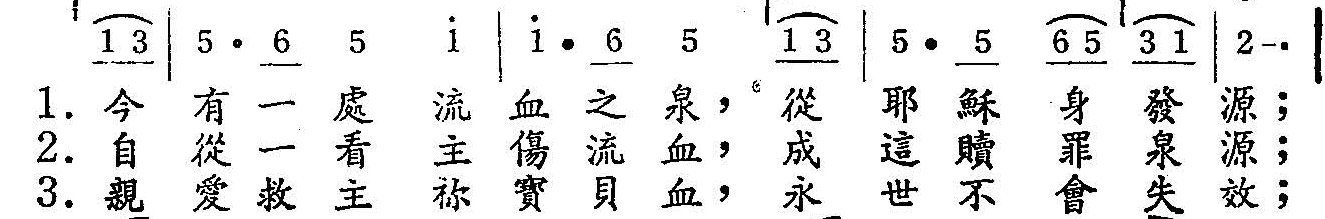 1 3 | 5 · 6 5 i | i · 6 5 1 3 | 5 · 5 6 5 3 1 | 2 – ·
1. 今有一處流血之泉，從耶穌身發源；
2. 自從一看主傷流血，成這贖罪泉源；
3. 親愛救主祢寶貝血，永世不會失效；